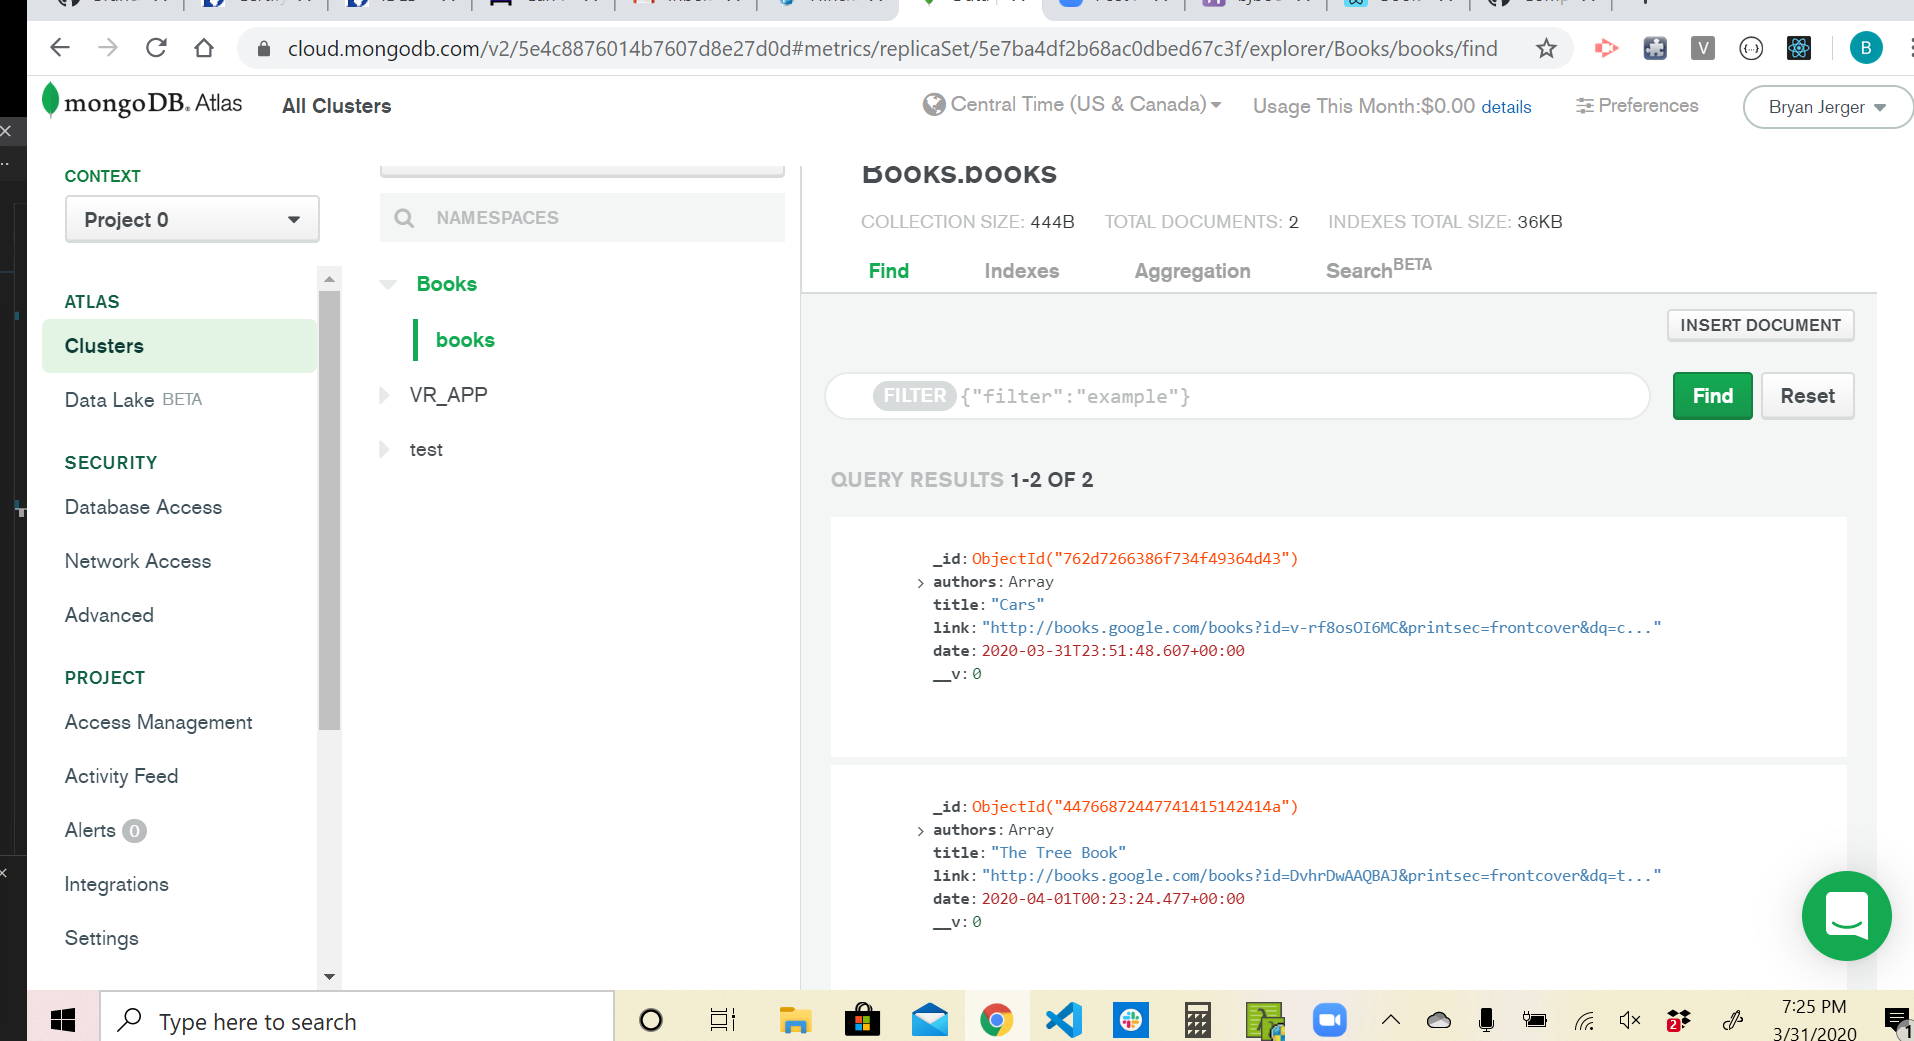 cloud.mongodb.com/v2/5e4c8876014b7607d8e27d0d#metrics/replicaSet/5e7ba4df2b68ac0dbed67c3f/explorer/Books/books/find
V
B
mongoDB. Atlas
All Clusters
Central Time (US & Canada)
Usage This Month:$0.00 details
Preferences
Bryan Jerger
CONTEXT
Project 0
ATLAS
Clusters
Data Lake BETA
SECURITY
Database Access
Network Access
Advanced
PROJECT
Access Management
Activity Feed
Alerts 0
Integrations
Settings
NAMESPACES
Books
books
VR_APP
test
Books.books
COLLECTION SIZE: 444B TOTAL DOCUMENTS: 2 INDEXES TOTAL SIZE: 36KB
Find Indexes Aggregation Search BETA
INSERT DOCUMENT
FILTER {"filter":"example"}
Find
Reset
QUERY RESULTS 1-2 OF 2
_id: ObjectId("762d7266386f734f49364d43")
authors: Array
title: "Cars"
link: "http://books.google.com/books?id=v-rf8osOI6MC&printsec=frontcover&dq=c..."
date: 2020-03-31T23:51:48.607+00:00
__v: 0
_id: ObjectId("44766872447741415142414a")
authors: Array
title: "The Tree Book"
link: "http://books.google.com/books?id=DvhrDwAAQBAJ&printsec=frontcover&dq=t..."
date: 2020-04-01T00:23:24.477+00:00
__v: 0
Type here to search
2
7:25 PM
3/31/2020
1